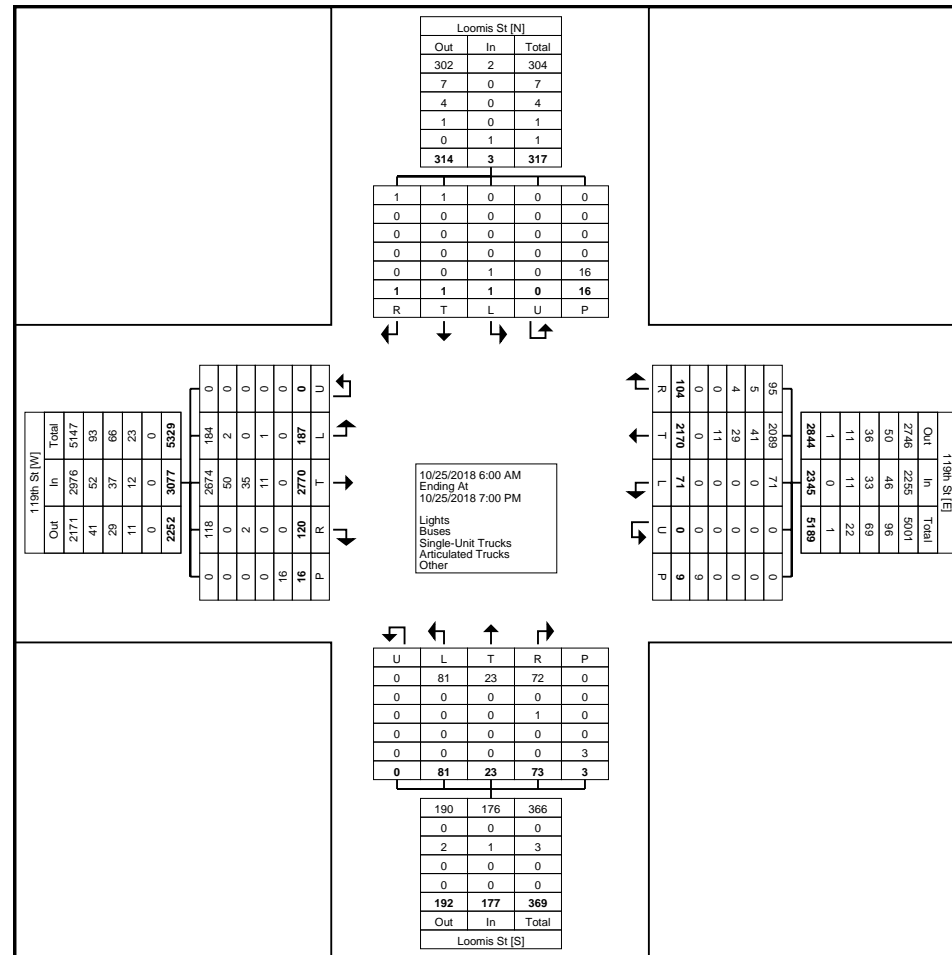 Loomis St [N]
Out In Total
302 2 304
7 0 7
4 0 4
1 0 1
0 1 1
314 3 317
1 1 0 0 0
0 0 0 0 0
0 0 0 0 0
0 0 0 0 0
0 0 1 0 16
1 1 1 0 16
R T L U P
119th St [W]
Out In Total
2171 2976 5147
41 52 93
29 37 66
11 12 23
0 0 0
2252 3077 5329
0 118 2674 184 0
0 0 50 2 0
0 2 35 0 0
0 0 11 1 0
16 0 0 0 0
16 120 2770 187 0
P R T L U
10/25/2018 6:00 AM
Ending At
10/25/2018 7:00 PM
Lights
Buses
Single-Unit Trucks
Articulated Trucks
Other
119th St [E]
Out In Total
2746 2255 5001
50 46 96
36 33 69
11 11 22
1 0 1
2844 2345 5189
95 2089 71 0 0
5 41 0 0 0
4 29 0 0 0
0 11 0 0 0
0 0 0 0 9
104 2170 71 0 9
R T L U P
U L T R P
0 81 23 72 0
0 0 0 0 0
0 0 0 1 0
0 0 0 0 0
0 0 0 0 3
0 81 23 73 3
190 176 366
0 0 0
2 1 3
0 0 0
0 0 0
192 177 369
Out In Total
Loomis St [S]